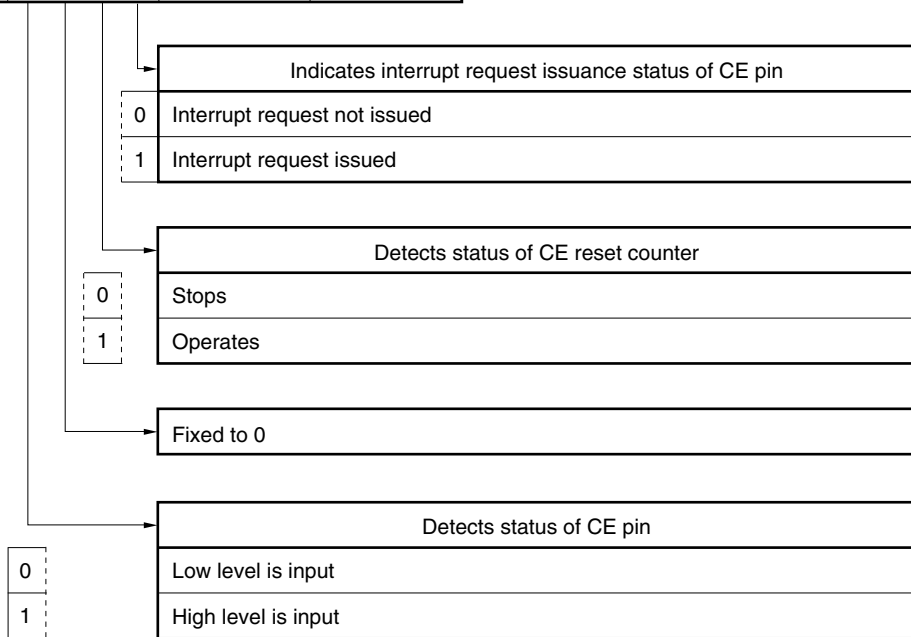 Indicates interrupt request issuance status of CE pin
0 Interrupt request not issued
1 Interrupt request issued
Detects status of CE reset counter
0 Stops
1 Operates
Fixed to 0
Detects status of CE pin
0 Low level is input
1 High level is input